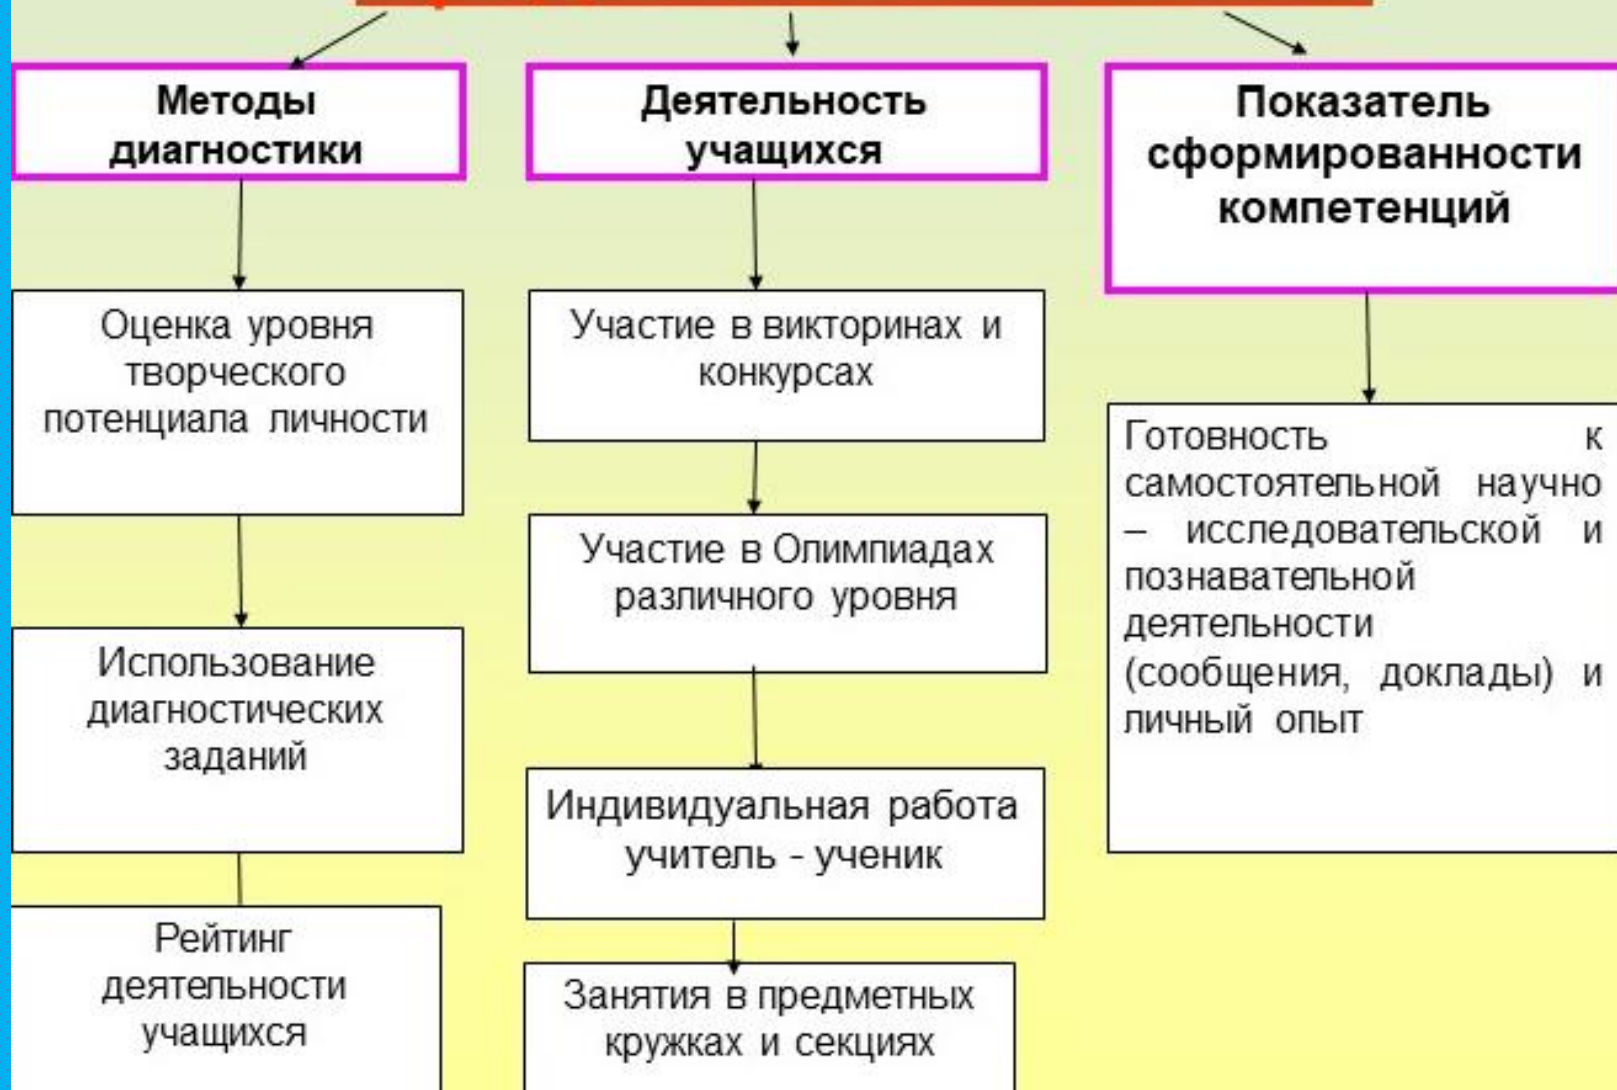 Методы
диагностики
Оценка уровня
творческого
потенциала личности
Использование
диагностических
заданий
Рейтинг
деятельности
учащихся
Деятельность
учащихся
Участие в викторинах и
конкурсах
Участие в Олимпиадах
различного уровня
Индивидуальная работа
учитель - ученик
Занятия в предметных
кружках и секциях
Показатель
сформированности
компетенций
Готовность к
самостоятельной научно
– исследовательской и
познавательной
деятельности
(сообщения, доклады) и
личный опыт